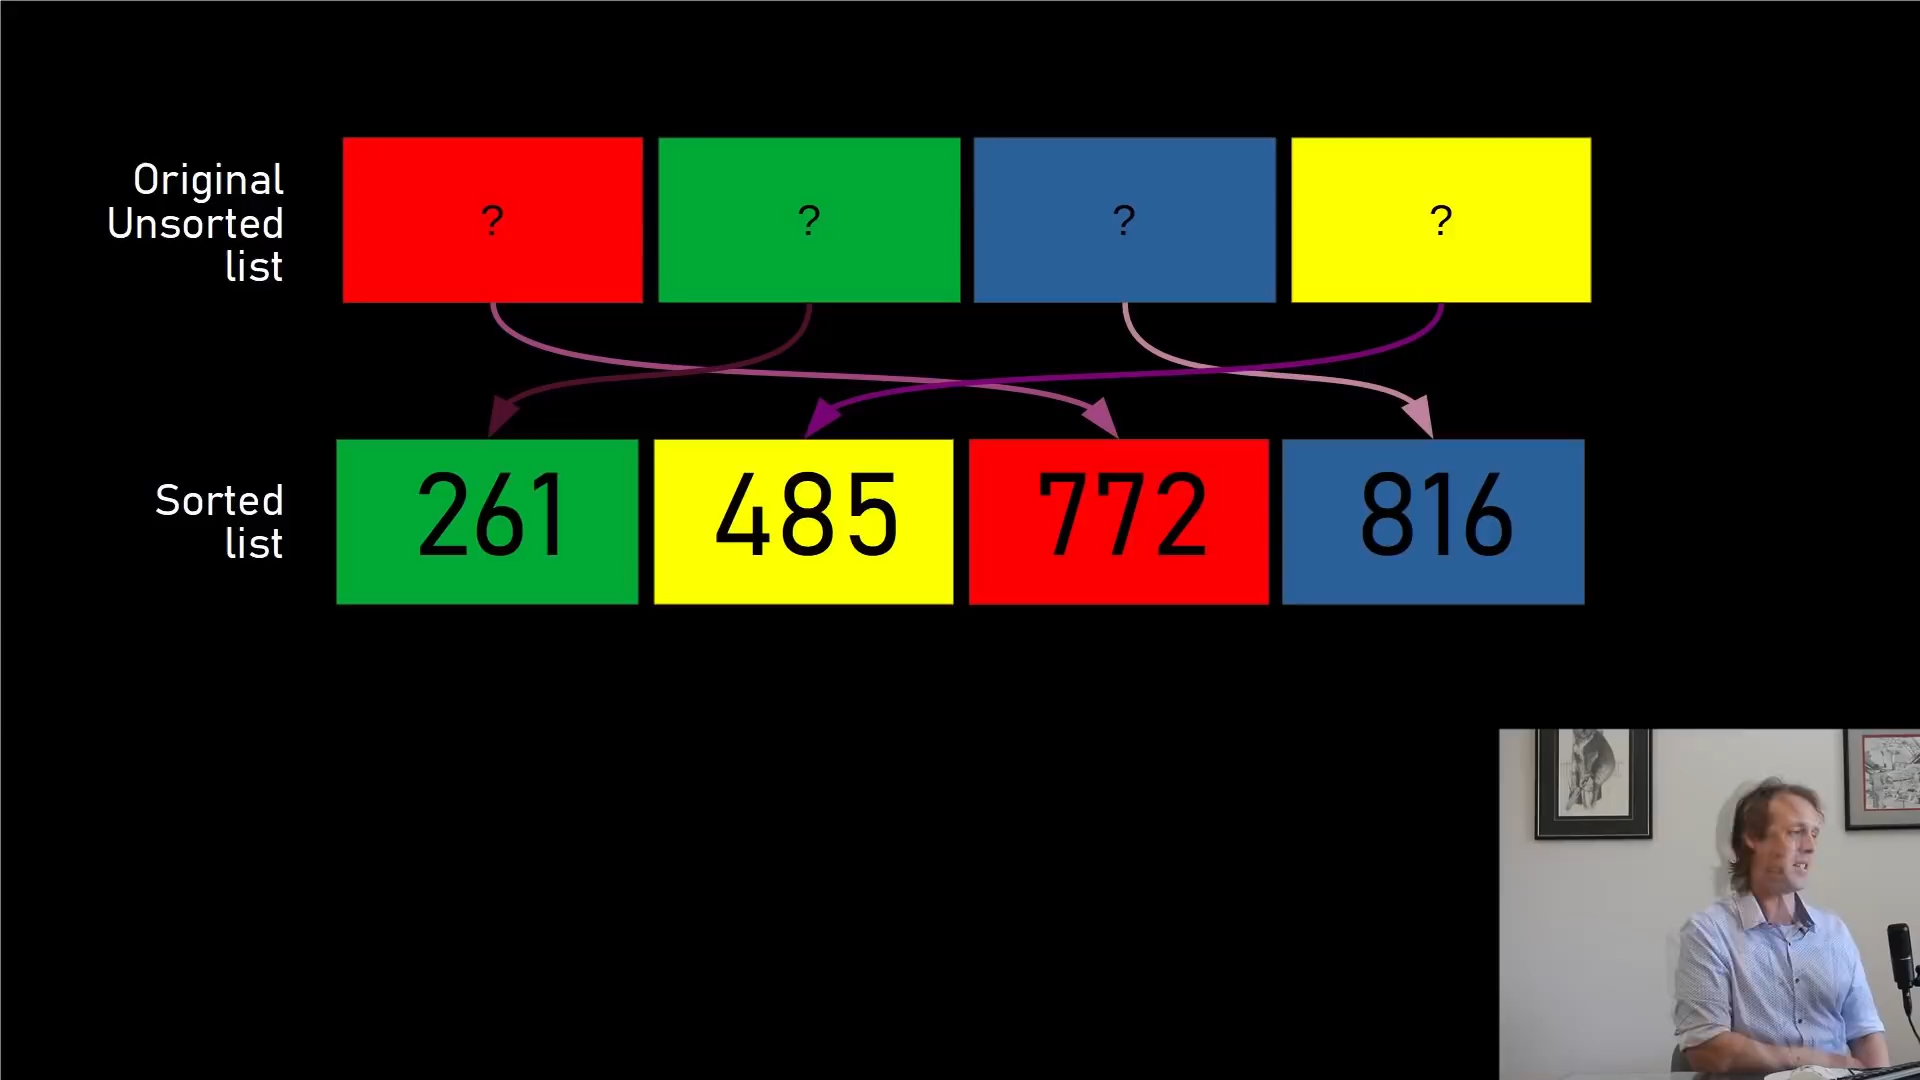 Original
Unsorted
list
? ? ? ?
Sorted
list
261 485 772 816